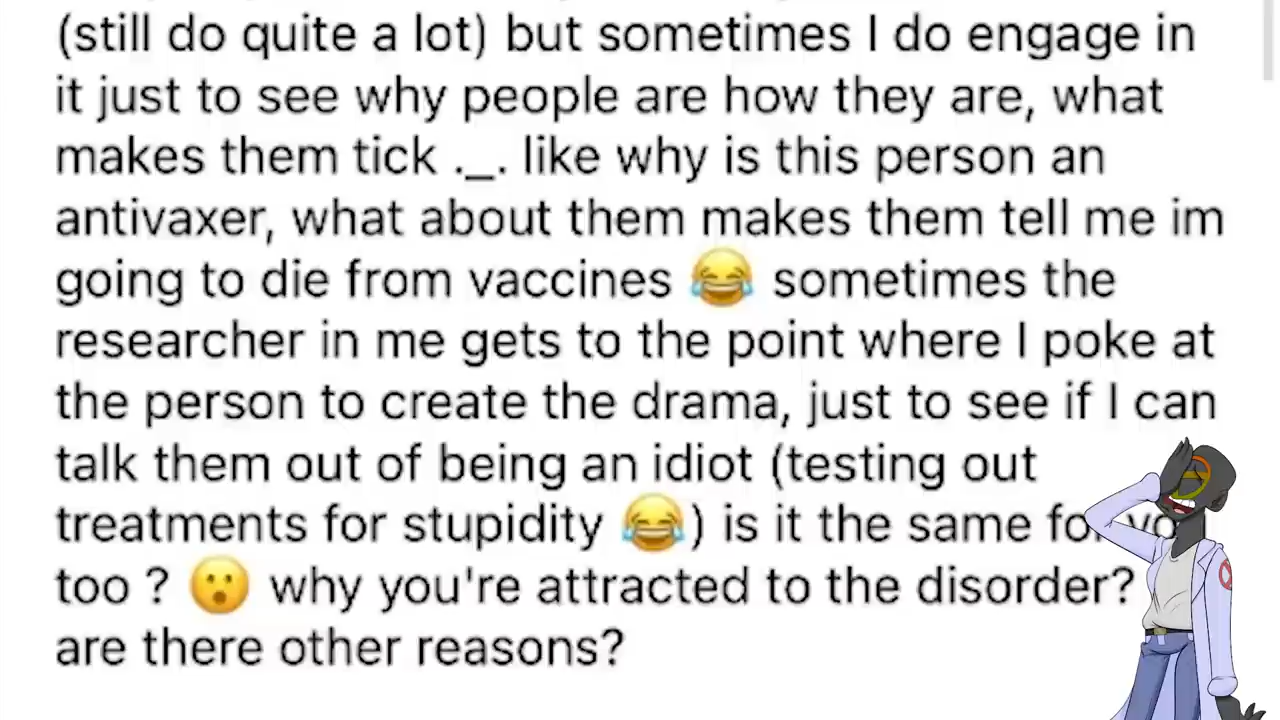 (still do quite a lot) but sometimes I do engage in
it just to see why people are how they are, what
makes them tick ._. like why is this person an
antivaxer, what about them makes them tell me im
going to die from vaccines 😂 sometimes the
researcher in me gets to the point where I poke at
the person to create the drama, just to see if I can
talk them out of being an idiot (testing out
treatments for stupidity 😂) is it the same
too ? 😮 why you're attracted to the disorder?
are there other reasons?